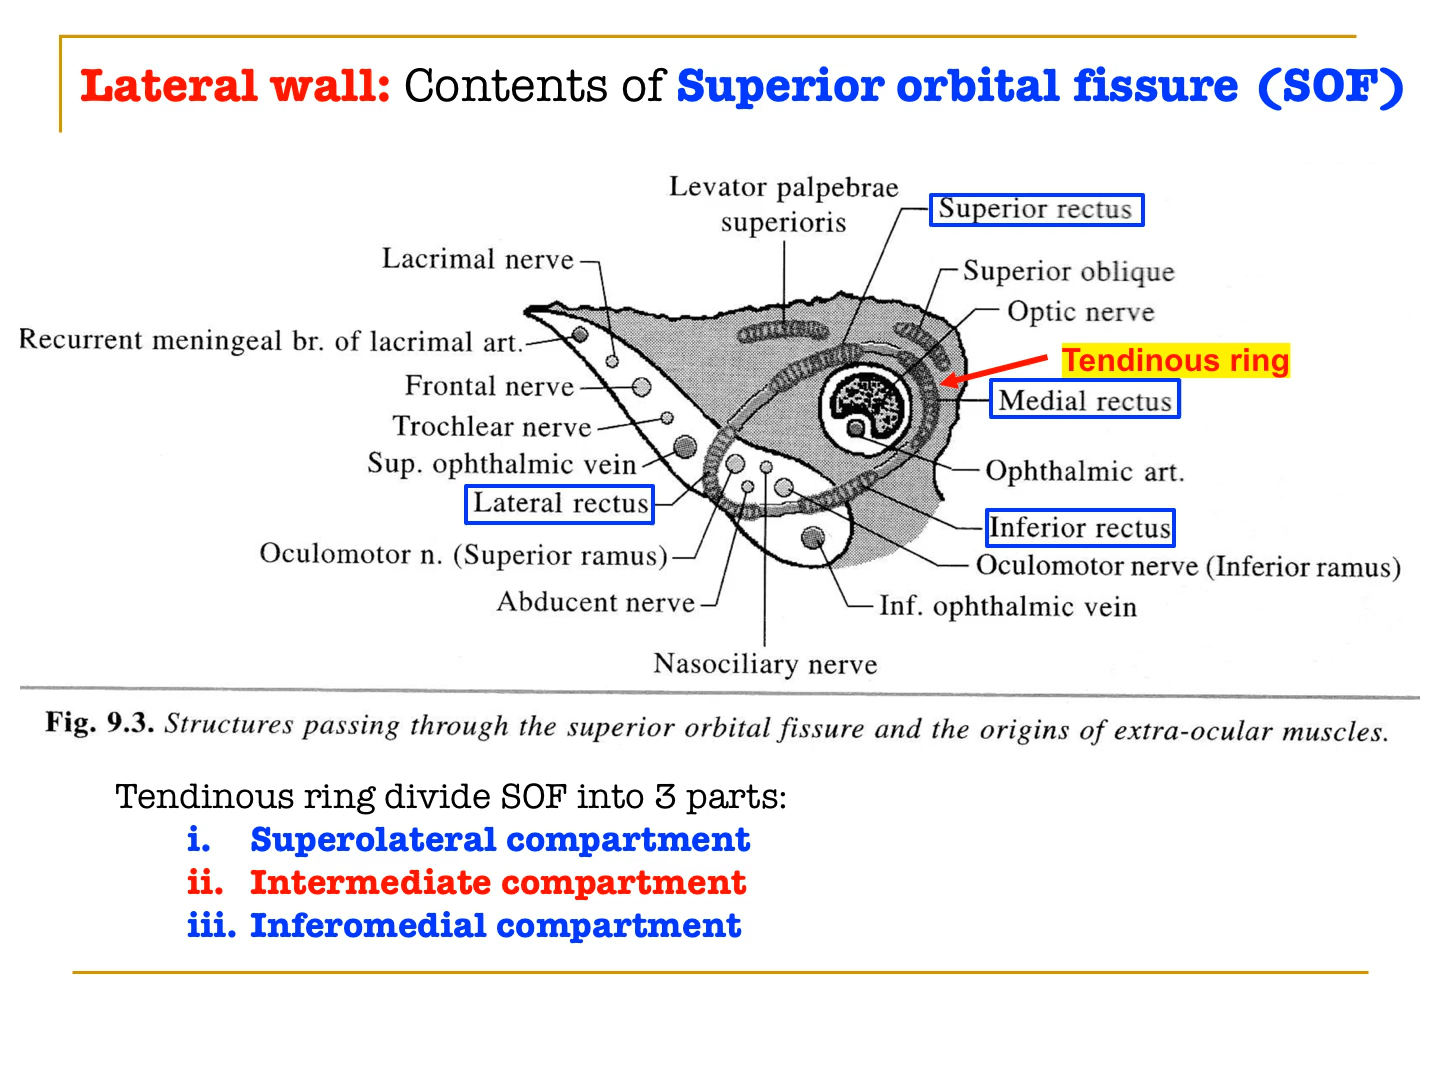 Lateral wall: Contents of Superior orbital fissure (SOF)
Levator palpebrae
superioris
Superior rectus
Lacrimal nerve
Superior oblique
Optic nerve
Recurrent meningeal br. of lacrimal art.
Tendinous ring
Frontal nerve
Medial rectus
Trochlear nerve
Sup. ophthalmic vein
Ophthalmic art.
Lateral rectus
Inferior rectus
Oculomotor n. (Superior ramus)
Oculomotor nerve (Inferior ramus)
Abducent nerve
Inf. ophthalmic vein
Nasociliary nerve
Fig. 9.3. Structures passing through the superior orbital fissure and the origins of extra-ocular muscles.
Tendinous ring divide SOF into 3 parts:
i. Superolateral compartment
ii. Intermediate compartment
iii. Inferomedial compartment